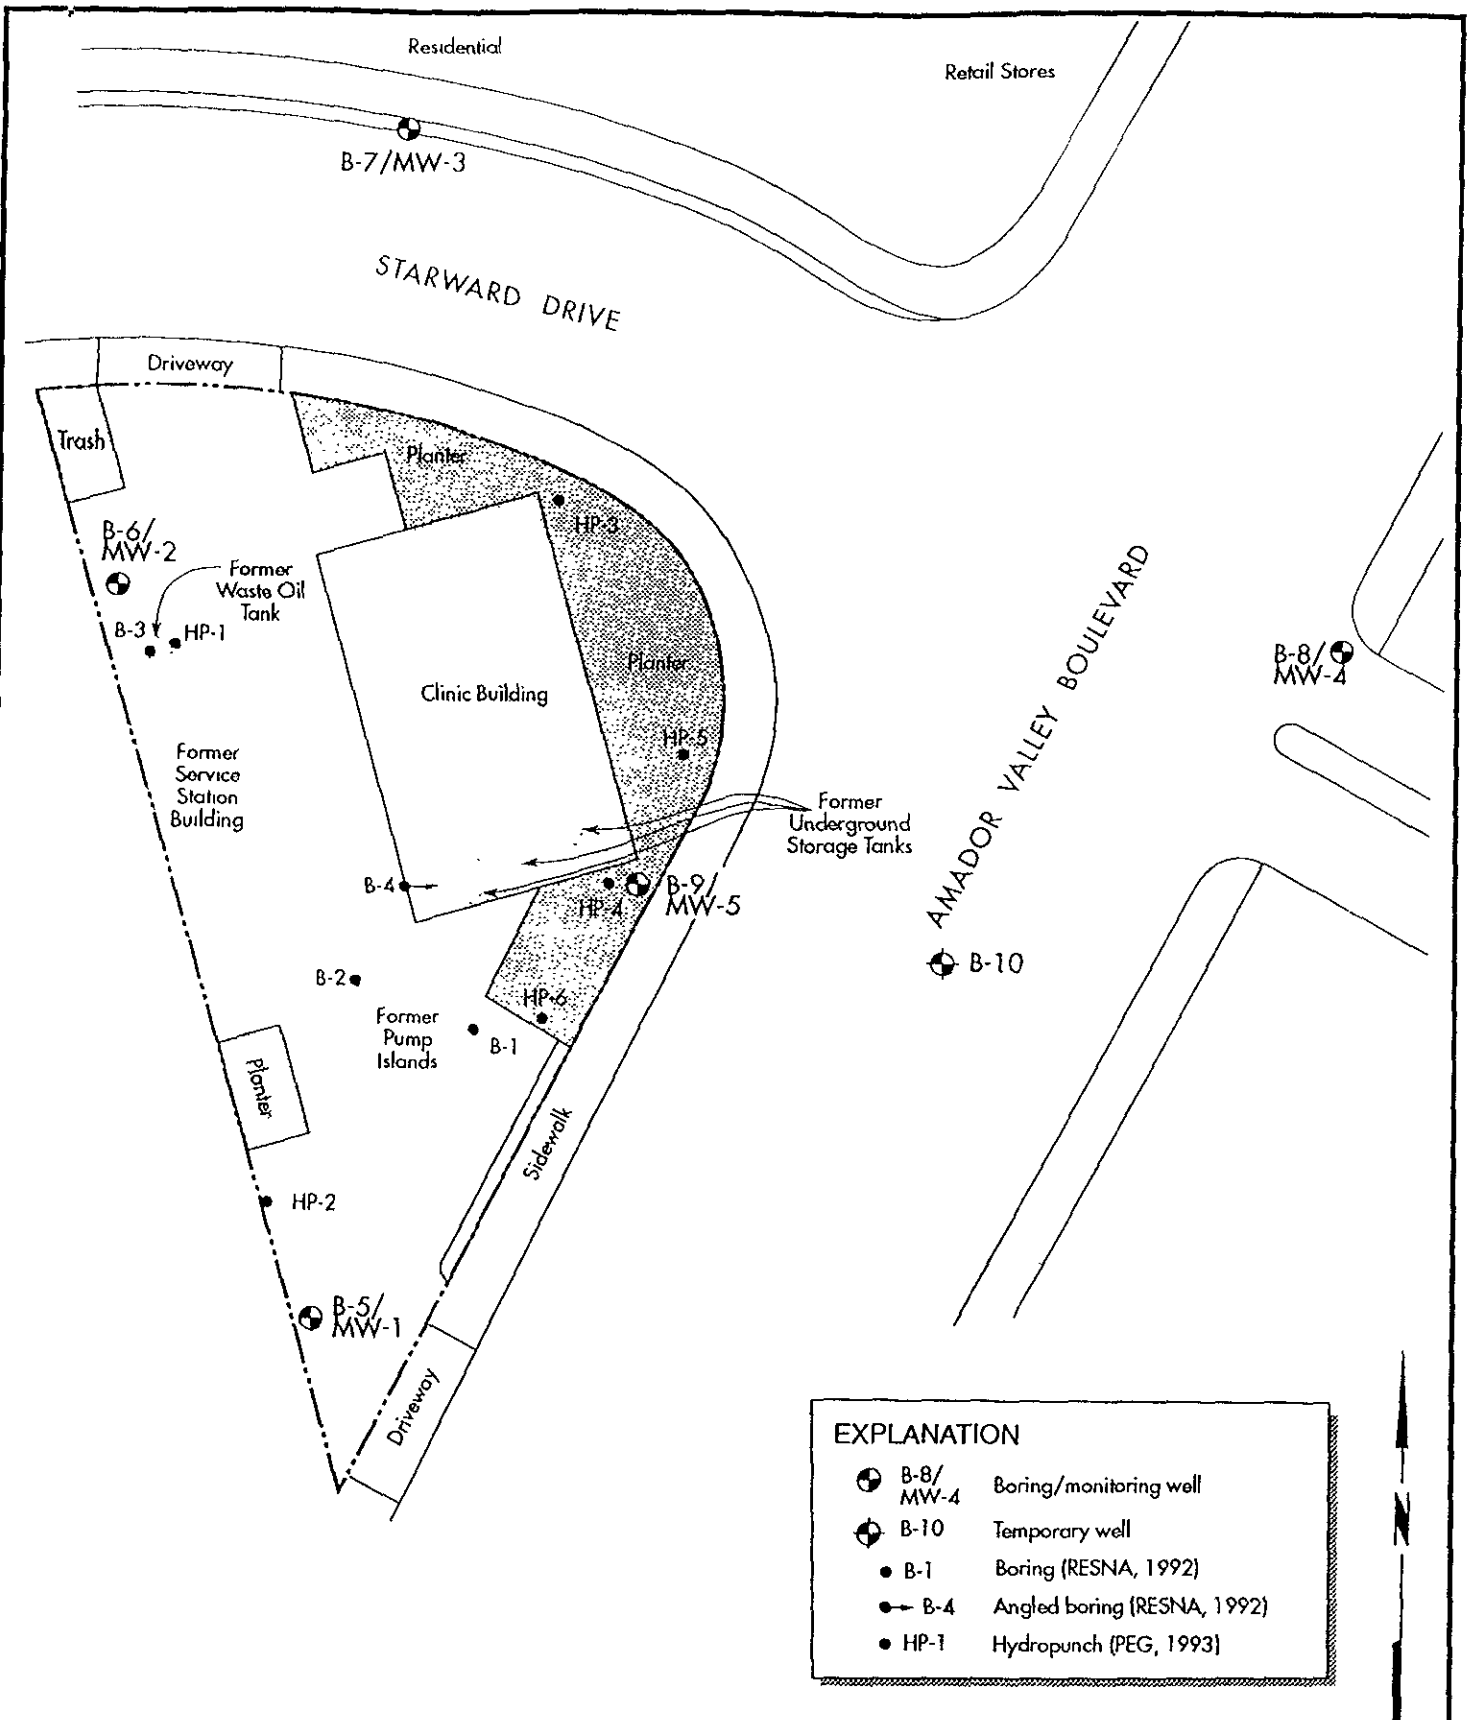 Residential
Retail Stores
B-7/MW-3
STARWARD DRIVE
Driveway
Trash
Planter
HP-3
B-6/
MW-2
Former
Waste Oil
Tank
B-3
HP-1
Planter
Clinic Building
HP-5
AMADOR VALLEY BOULEVARD
B-8/
MW-4
Former
Service
Station
Building
Former
Underground
Storage Tanks
B-4
HP-4
B-9/
MW-5
B-10
B-2
HP-6
Former
Pump
Islands
B-1
Planter
Sidewalk
HP-2
B-5/
MW-1
Driveway
EXPLANATION
B-8/
MW-4
Boring/monitoring well
B-10 Temporary well
B-1 Boring (RESNA, 1992)
B-4 Angled boring (RESNA, 1992)
HP-1 Hydropunch (PEG, 1993)
N